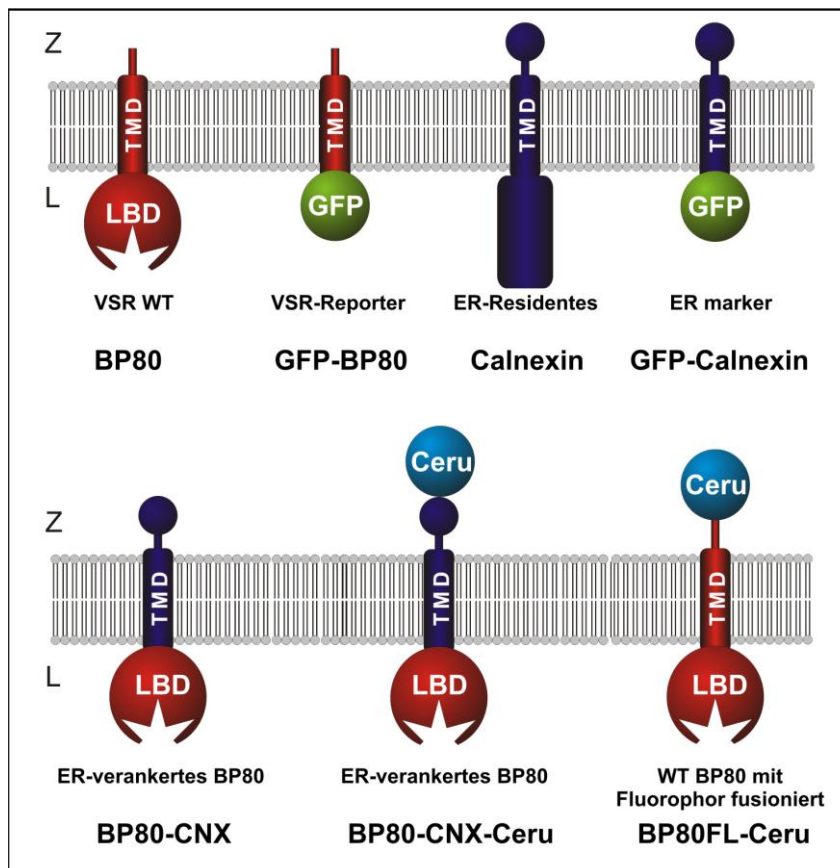 Z
TMD TMD TMD TMD
L
LBD GFP GFP
VSR WT VSR-Reporter ER-Residentes ER marker
BP80 GFP-BP80 Calnexin GFP-Calnexin
Ceru Ceru
Z
TMD TMD TMD
L
LBD LBD LBD
ER-verankertes BP80 ER-verankertes BP80 WT BP80 mit
Fluorophor fusioniert
BP80-CNX BP80-CNX-Ceru BP80FL-Ceru